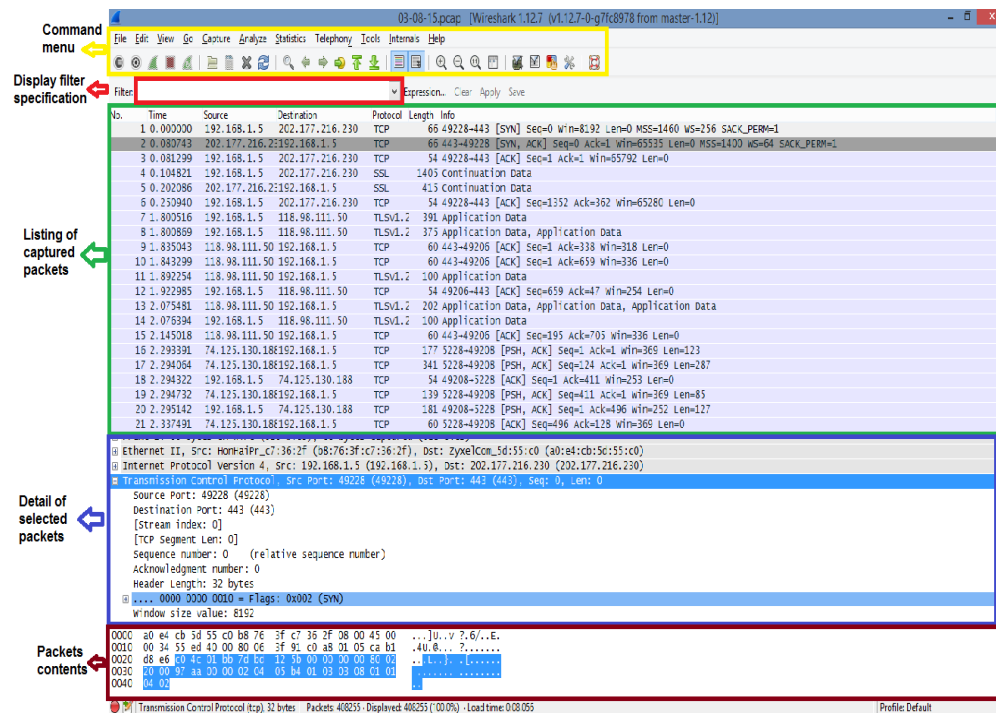 03-08-15.pcap [Wireshark 1.12.7 (v1.12.7-0-g7fc8978 from master-1.12)]
Command menu
File Edit View Go Capture Analyze Statistics Telephony Tools Internals Help
Display filter specification
Filter: Expression... Clear Apply Save
Listing of captured packets
No. Time Source Destination Protocol Length Info
1 0.000000 192.168.1.5 202.177.216.230 TCP 66 49228→443 [SYN] Seq=0 Win=8192 Len=0 MSS=1460 WS=256 SACK_PERM=1
2 0.080743 202.177.216.23 192.168.1.5 TCP 66 443→49228 [SYN, ACK] Seq=0 Ack=1 Win=65535 Len=0 MSS=1400 WS=64 SACK_PERM=1
3 0.081299 192.168.1.5 202.177.216.230 TCP 54 49228→443 [ACK] Seq=1 Ack=1 Win=65792 Len=0
4 0.104821 192.168.1.5 202.177.216.230 SSL 1405 Continuation Data
5 0.202086 202.177.216.23 192.168.1.5 SSL 415 Continuation Data
6 0.250940 192.168.1.5 202.177.216.230 TCP 54 49228→443 [ACK] Seq=1352 Ack=362 Win=65280 Len=0
7 1.800516 192.168.1.5 118.98.111.50 TLSv1.2 391 Application Data
8 1.800869 192.168.1.5 118.98.111.50 TLSv1.2 375 Application Data, Application Data
9 1.835043 118.98.111.50 192.168.1.5 TCP 60 443→49206 [ACK] Seq=1 Ack=338 Win=318 Len=0
10 1.843299 118.98.111.50 192.168.1.5 TCP 60 443→49206 [ACK] Seq=1 Ack=659 Win=336 Len=0
11 1.892254 118.98.111.50 192.168.1.5 TLSv1.2 100 Application Data
12 1.922985 192.168.1.5 118.98.111.50 TCP 54 49206→443 [ACK] Seq=659 Ack=47 Win=254 Len=0
13 2.075481 118.98.111.50 192.168.1.5 TLSv1.2 202 Application Data, Application Data, Application Data
14 2.076394 192.168.1.5 118.98.111.50 TLSv1.2 100 Application Data
15 2.145018 118.98.111.50 192.168.1.5 TCP 60 443→49206 [ACK] Seq=195 Ack=705 Win=336 Len=0
16 2.293391 74.125.130.188 192.168.1.5 TCP 177 5228→49208 [PSH, ACK] Seq=1 Ack=1 Win=369 Len=123
17 2.294064 74.125.130.188 192.168.1.5 TCP 341 5228→49208 [PSH, ACK] Seq=124 Ack=1 Win=369 Len=287
18 2.294322 192.168.1.5 74.125.130.188 TCP 54 49208→5228 [ACK] Seq=1 Ack=411 Win=253 Len=0
19 2.294732 74.125.130.188 192.168.1.5 TCP 139 5228→49208 [PSH, ACK] Seq=411 Ack=1 Win=369 Len=85
20 2.295142 192.168.1.5 74.125.130.188 TCP 181 49208→5228 [PSH, ACK] Seq=1 Ack=496 Win=252 Len=127
21 2.337491 74.125.130.188 192.168.1.5 TCP 60 5228→49208 [ACK] Seq=496 Ack=128 Win=369 Len=0
Detail of selected packets
Ethernet II, Src: HonHaiPr_c7:36:2f (b8:76:3f:c7:36:2f), Dst: ZyxelCom_5d:55:c0 (a0:e4:cb:5d:55:c0)
Internet Protocol Version 4, Src: 192.168.1.5 (192.168.1.5), Dst: 202.177.216.230 (202.177.216.230)
Transmission Control Protocol, Src Port: 49228 (49228), Dst Port: 443 (443), Seq: 0, Len: 0
Source Port: 49228 (49228)
Destination Port: 443 (443)
[Stream index: 0]
[TCP Segment Len: 0]
Sequence number: 0 (relative sequence number)
Acknowledgment number: 0
Header Length: 32 bytes
.... 0000 0000 0010 = Flags: 0x002 (SYN)
Window size value: 8192
Packets contents
0000 a0 e4 cb 5d 55 c0 b8 76 3f c7 36 2f 08 00 45 00 ...]U..v ?.6/..E.
0010 00 34 55 ed 40 00 80 06 3f 91 c0 a8 01 05 ca b1 .4U.@... ?.......
0020 d8 e6 c0 4c 01 bb 7d bd 12 5b 00 00 00 00 80 02 ...L..}. .[......
0030 20 00 97 aa 00 00 02 04 05 b4 01 03 03 08 01 01 ....... ........
0040 04 02 ..
Transmission Control Protocol (tcp), 32 bytes Packets: 408255 · Displayed: 408255 (100.0%) · Load time: 0:08.055 Profile: Default